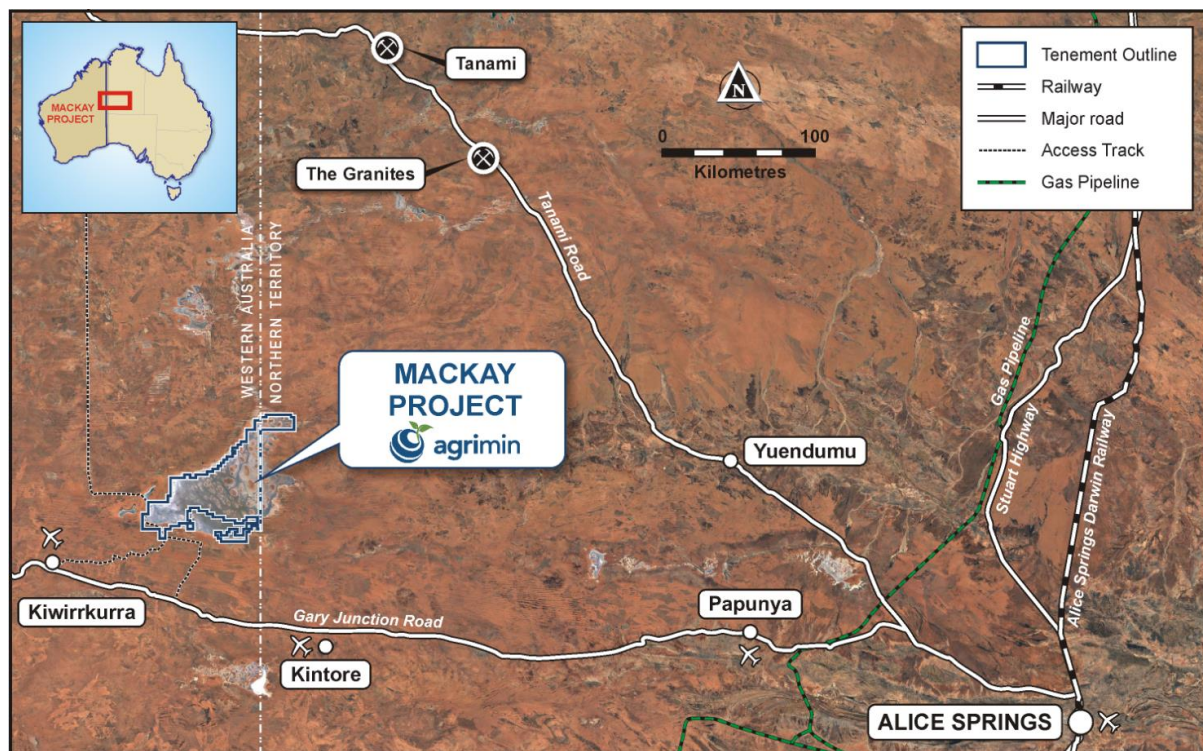 MACKAY
PROJECT
Tanami
The Granites
N
0 100
Kilometres
Tenement Outline
Railway
Major road
Access Track
Gas Pipeline
Tanami Road
WESTERN AUSTRALIA
NORTHERN TERRITORY
MACKAY
PROJECT
agrimin
Yuendumu
Gas Pipeline
Stuart Highway
Alice Springs Darwin Railway
Kiwirrkurra
Gary Junction Road
Kintore
Papunya
ALICE SPRINGS